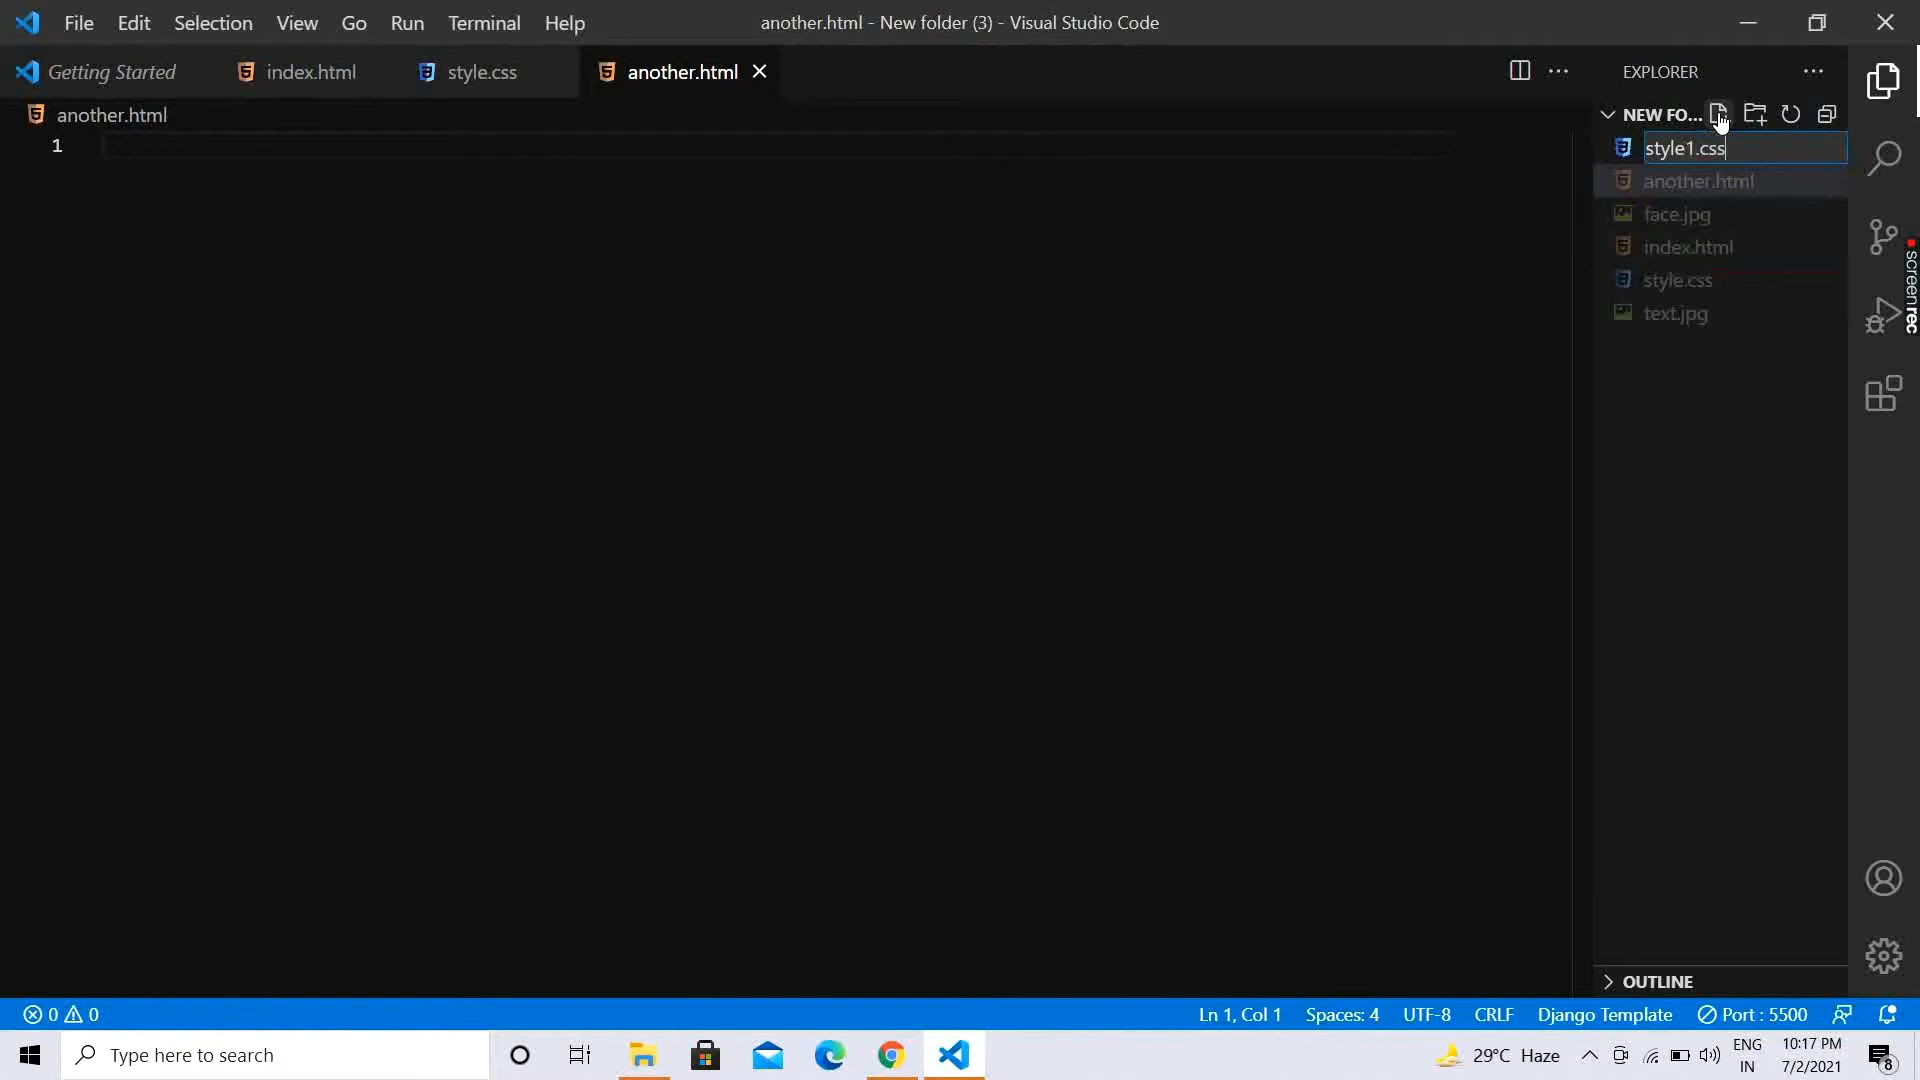 File Edit Selection View Go Run Terminal Help another.html - New folder (3) - Visual Studio Code
Getting Started index.html style.css another.html EXPLORER
another.html NEW FO...
1
style1.css
another.html
face.jpg
index.html
style.css
text.jpg
screenrec
OUTLINE
0 0 Ln 1, Col 1 Spaces: 4 UTF-8 CRLF Django Template Port : 5500
Type here to search 29°C Haze ENG IN 10:17 PM 7/2/2021 8